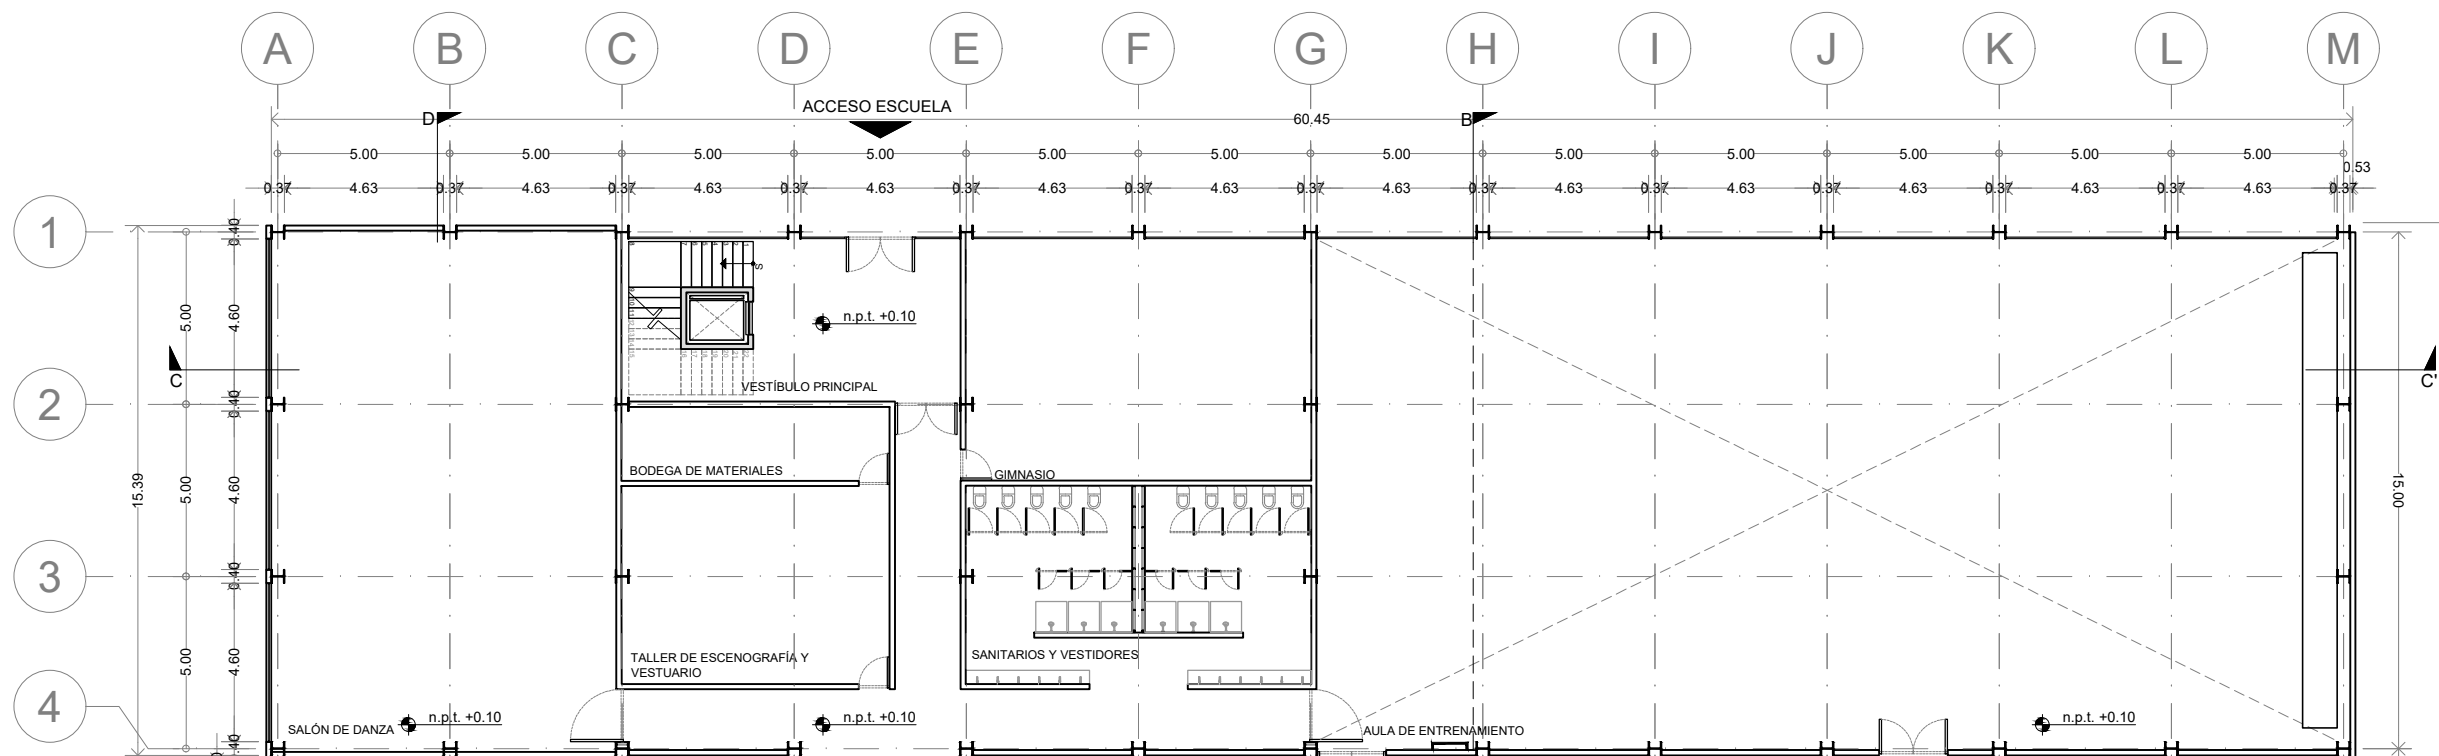 A B C D E F G H I J K L M
ACCESO ESCUELA
D 60.45 B
5.00 5.00 5.00 5.00 5.00 5.00 5.00 5.00 5.00 5.00 5.00 5.00
0.53
0.37 4.63 0.37 4.63 0.37 4.63 0.37 4.63 0.37 4.63 0.37 4.63 0.37 4.63 0.37 4.63 0.37 4.63 0.37 4.63 0.37 4.63 0.37 4.63 0.37
1
0.40
S
5.00
4.60
n.p.t. +0.10
C
C'
VESTÍBULO PRINCIPAL
2
0.40
BODEGA DE MATERIALES
GIMNASIO
15.39
5.00
4.60
15.00
3
0.40
TALLER DE ESCENOGRAFÍA Y
VESTUARIO
SANITARIOS Y VESTIDORES
5.00
4.60
4
SALÓN DE DANZA
n.p.t. +0.10
n.p.t. +0.10
AULA DE ENTRENAMIENTO
n.p.t. +0.10